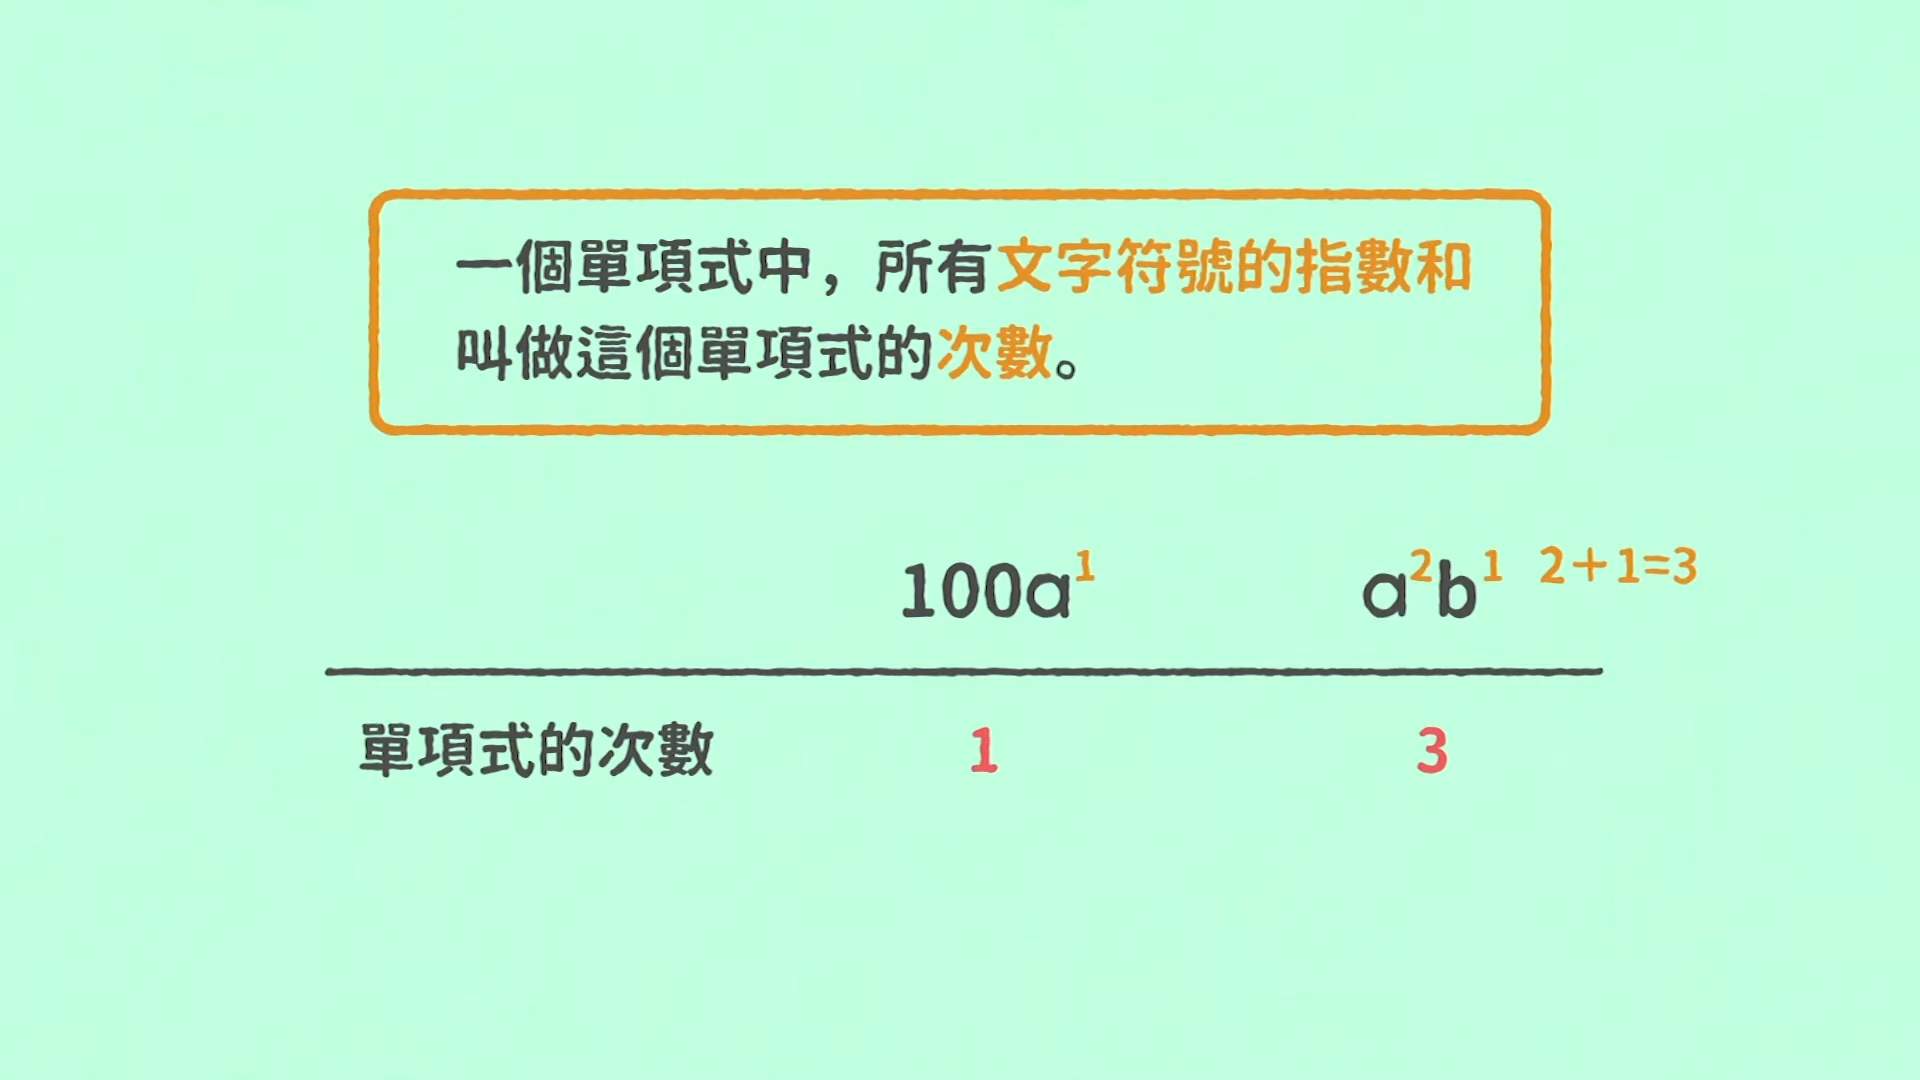 一個單項式中，所有文字符號的指數和
叫做這個單項式的次數。
100a¹
a²b¹ 2+1=3
單項式的次數 1 3